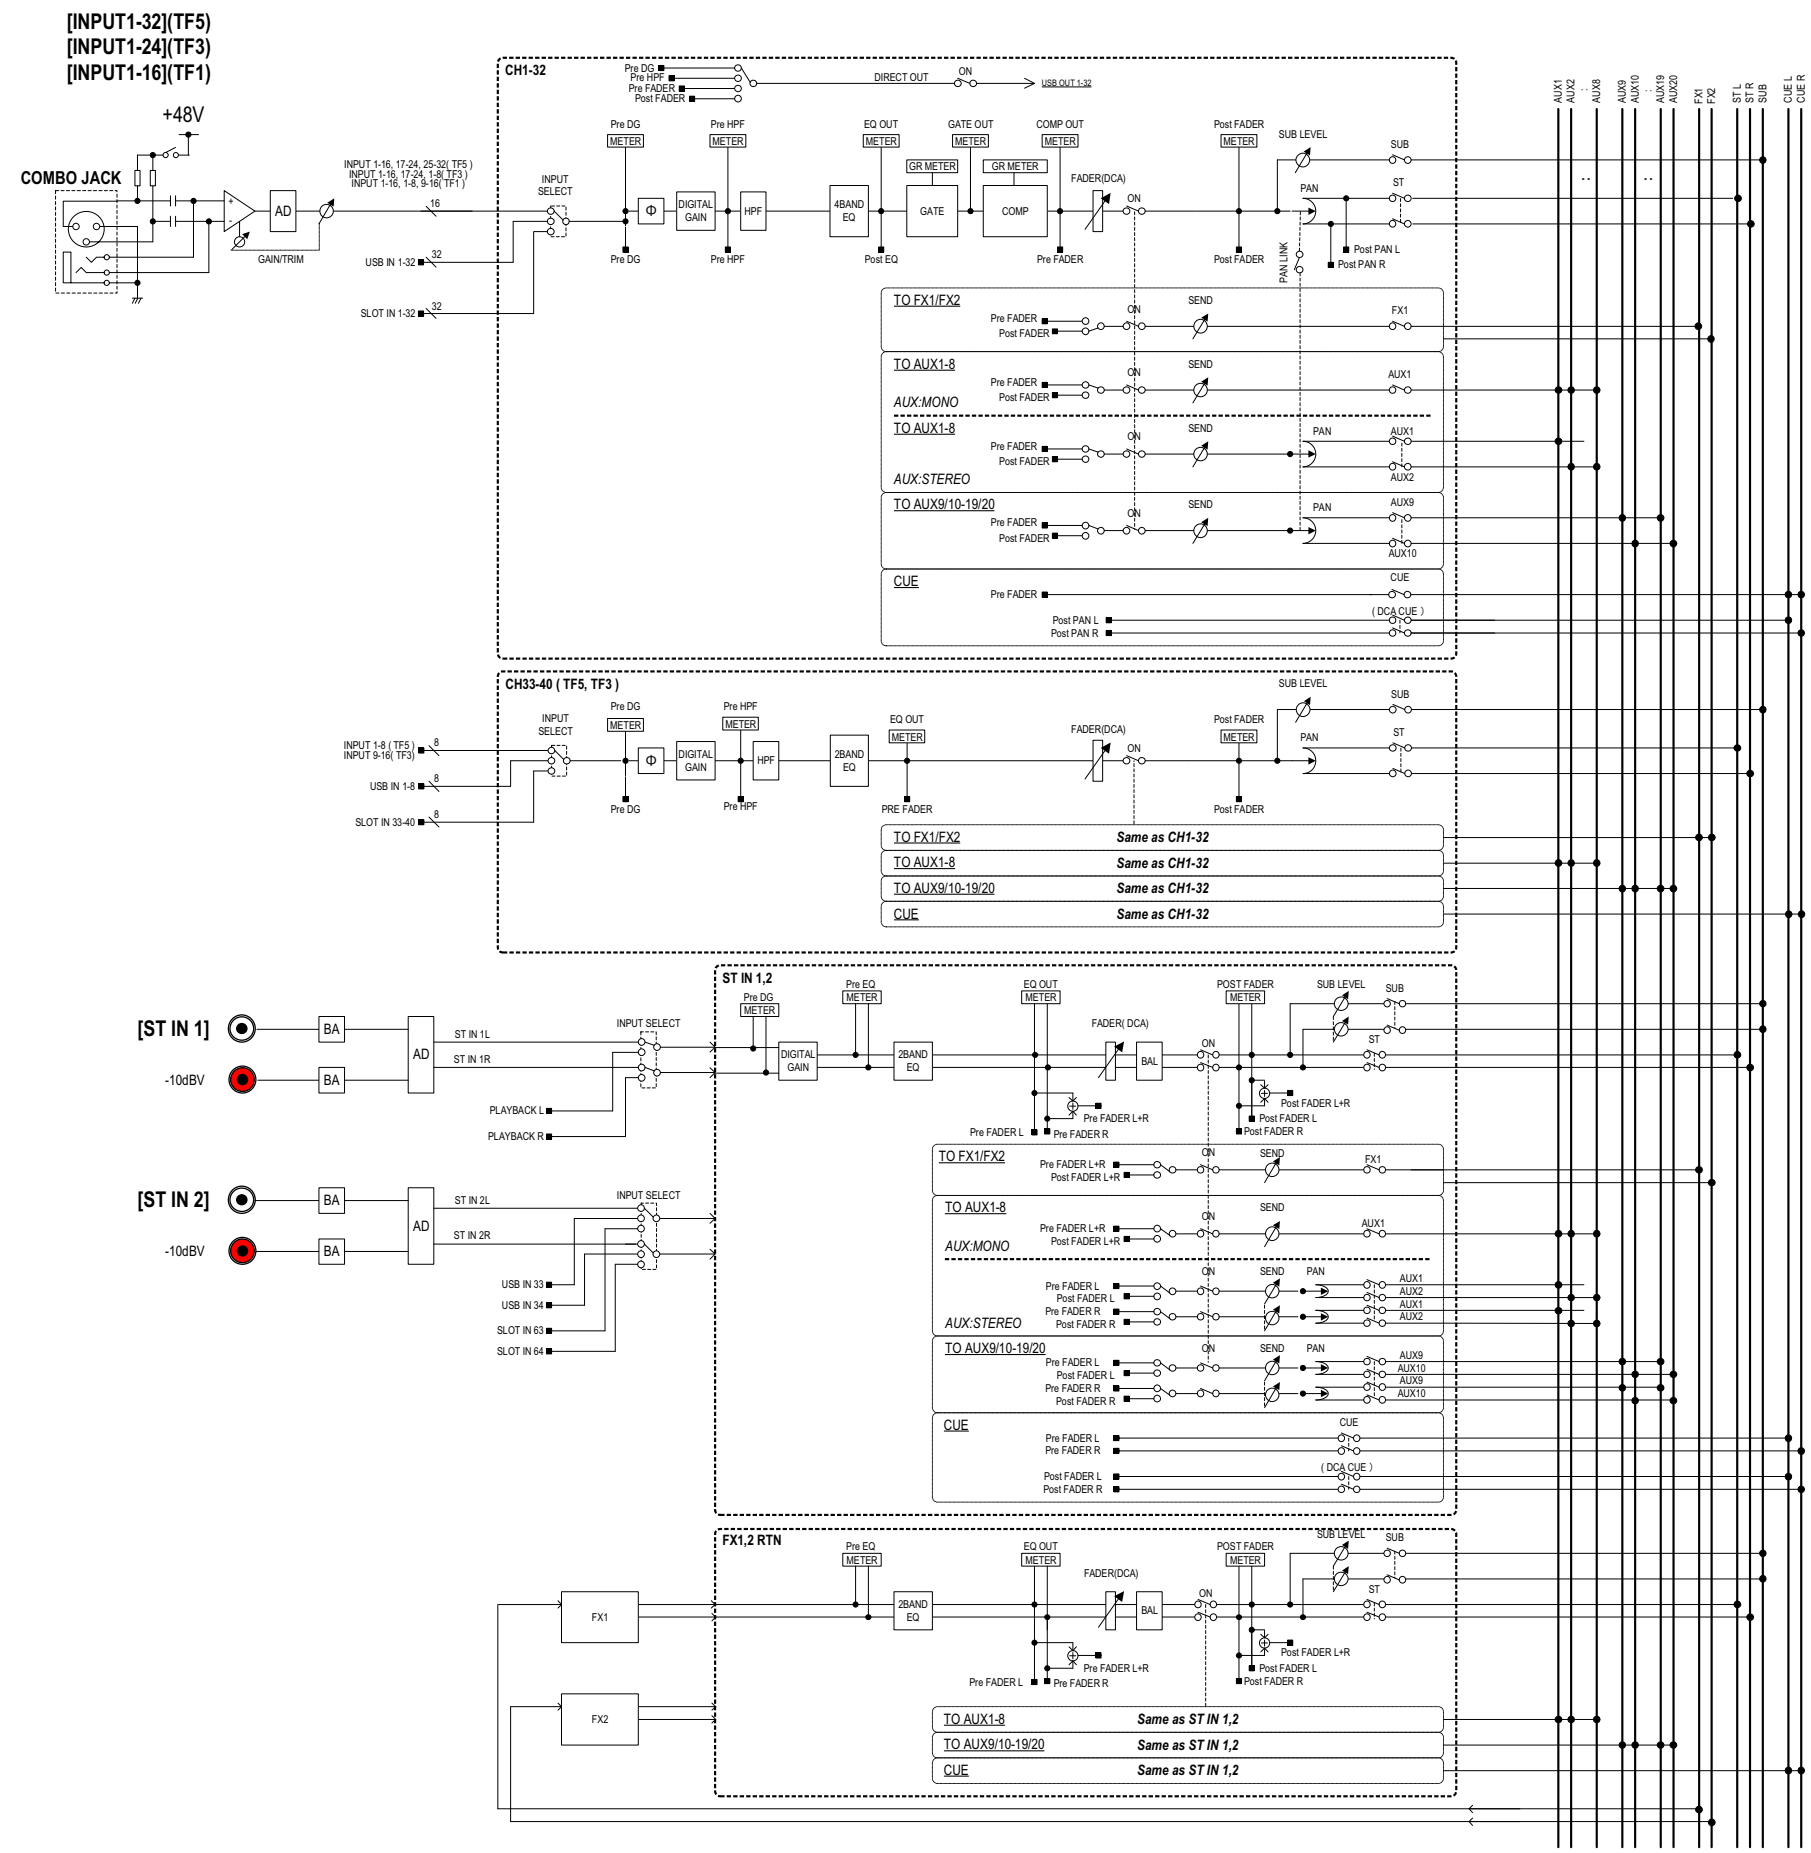 [INPUT1-32](TF5)
[INPUT1-24](TF3)
[INPUT1-16](TF1)
+48V
COMBO JACK
+
-
AD
GAIN/TRIM
INPUT 1-16, 17-24, 25-32( TF5 )
INPUT 1-16, 17-24, 1-8( TF3 )
INPUT 1-16, 1-8, 9-16( TF1 )
16
USB IN 1-32
32
SLOT IN 1-32
32
AUX1
AUX2
AUX8
AUX9
AUX10
AUX19
AUX20
FX1
FX2
ST L
ST R
SUB
CUE L
CUE R
CH1-32
Pre DG
Pre HPF
Pre FADER
Post FADER
DIRECT OUT
ON
USB OUT 1-32
Pre DG
METER
Pre HPF
METER
EQ OUT
METER
GATE OUT
METER
COMP OUT
METER
Post FADER
METER
SUB LEVEL
SUB
GR METER
GR METER
INPUT
SELECT
Φ
DIGITAL
GAIN
HPF
4BAND
EQ
GATE
COMP
FADER(DCA)
ON
PAN
ST
Pre DG
Pre HPF
Post EQ
Pre FADER
Post FADER
PAN LINK
Post PAN L
Post PAN R
TO FX1/FX2
Pre FADER
Post FADER
ON
SEND
FX1
TO AUX1-8
Pre FADER
Post FADER
ON
SEND
AUX1
AUX:MONO
TO AUX1-8
Pre FADER
Post FADER
ON
SEND
PAN
AUX1
AUX2
AUX:STEREO
TO AUX9/10-19/20
Pre FADER
Post FADER
ON
SEND
PAN
AUX9
AUX10
CUE
Pre FADER
CUE
( DCA CUE )
Post PAN L
Post PAN R
CH33-40 ( TF5, TF3 )
INPUT 1-8 ( TF5 )
INPUT 9-16( TF3)
8
USB IN 1-8
8
SLOT IN 33-40
8
INPUT
SELECT
Pre DG
METER
Pre HPF
METER
EQ OUT
METER
Φ
DIGITAL
GAIN
HPF
2BAND
EQ
FADER(DCA)
ON
Post FADER
METER
SUB LEVEL
SUB
PAN
ST
Pre DG
Pre HPF
PRE FADER
Post FADER
TO FX1/FX2 Same as CH1-32
TO AUX1-8 Same as CH1-32
TO AUX9/10-19/20 Same as CH1-32
CUE Same as CH1-32
[ST IN 1]
-10dBV
BA
BA
AD
ST IN 1L
ST IN 1R
INPUT SELECT
PLAYBACK L
PLAYBACK R
[ST IN 2]
-10dBV
BA
BA
AD
ST IN 2L
ST IN 2R
INPUT SELECT
USB IN 33
USB IN 34
SLOT IN 63
SLOT IN 64
ST IN 1,2
Pre DG
METER
Pre EQ
METER
EQ OUT
METER
POST FADER
METER
SUB LEVEL
SUB
DIGITAL
GAIN
2BAND
EQ
FADER( DCA)
BAL
ON
ST
Pre FADER L+R
Pre FADER L
Pre FADER R
Post FADER L+R
Post FADER L
Post FADER R
TO FX1/FX2
Pre FADER L+R
Post FADER L+R
ON
SEND
FX1
TO AUX1-8
Pre FADER L+R
Post FADER L+R
ON
SEND
AUX1
AUX:MONO
ON
SEND
PAN
Pre FADER L
Post FADER L
Pre FADER R
Post FADER R
AUX1
AUX2
AUX1
AUX2
AUX:STEREO
TO AUX9/10-19/20
ON
SEND
PAN
Pre FADER L
Post FADER L
Pre FADER R
Post FADER R
AUX9
AUX10
AUX9
AUX10
CUE
CUE
Pre FADER L
Pre FADER R
( DCA CUE )
Post FADER L
Post FADER R
FX1,2 RTN
FX1
FX2
Pre EQ
METER
EQ OUT
METER
POST FADER
METER
SUB LEVEL
SUB
2BAND
EQ
FADER(DCA)
BAL
ON
ST
Pre FADER L+R
Pre FADER L
Pre FADER R
Post FADER L+R
Post FADER L
Post FADER R
TO AUX1-8 Same as ST IN 1,2
TO AUX9/10-19/20 Same as ST IN 1,2
CUE Same as ST IN 1,2